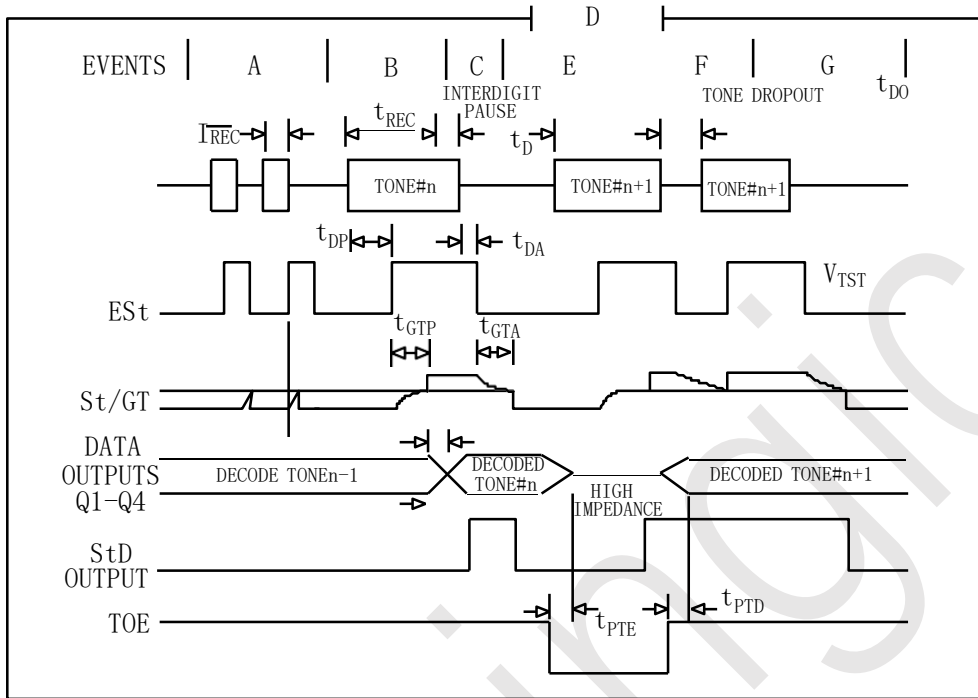 D
EVENTS A B C E F G
INTERDIGIT
PAUSE
TONE DROPOUT
tDO
IREC
tREC
tD
TONE#n
TONE#n+1
TONE#n+1
tDP
tDA
VTST
ESt
tGTP
tGTA
St/GT
DATA
OUTPUTS
Q1-Q4
DECODE TONEn-1
DECODED
TONE#n
HIGH
IMPEDANCE
DECODED TONE#n+1
StD
OUTPUT
tPTE
tPTD
TOE